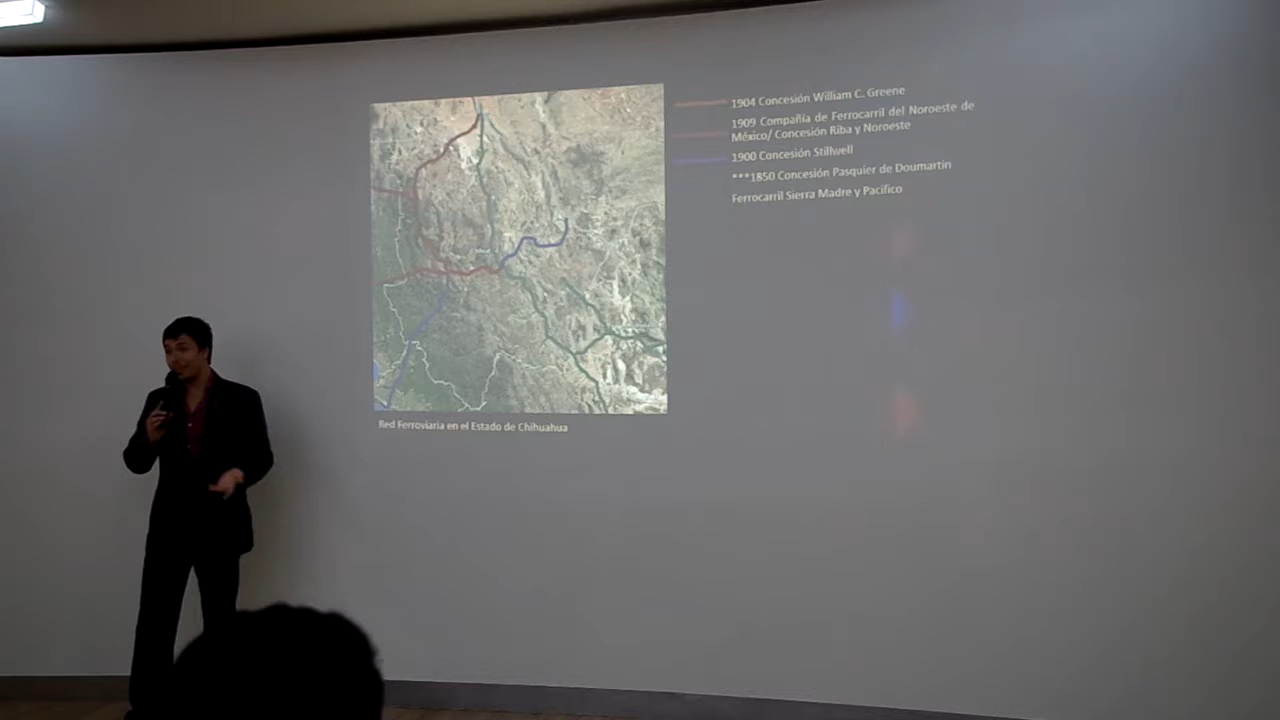 1904 Concesión William C. Greene
1909 Compañía de Ferrocarril del Noroeste de
México/ Concesión Riba y Noroeste
1900 Concesión Stillwell
***1850 Concesión Pasquier de Doumartin
Ferrocarril Sierra Madre y Pacifico
Red Ferroviaria en el Estado de Chihuahua